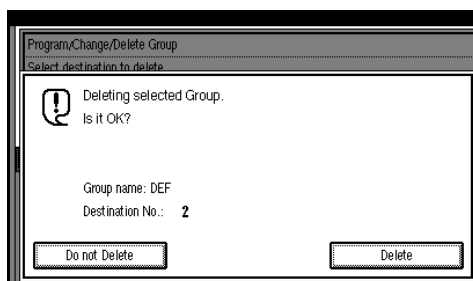 Program/Change/Delete Group
Select destination to delete
Deleting selected Group.
Is it OK?
Group name: DEF
Destination No.: 2
Do not Delete
Delete